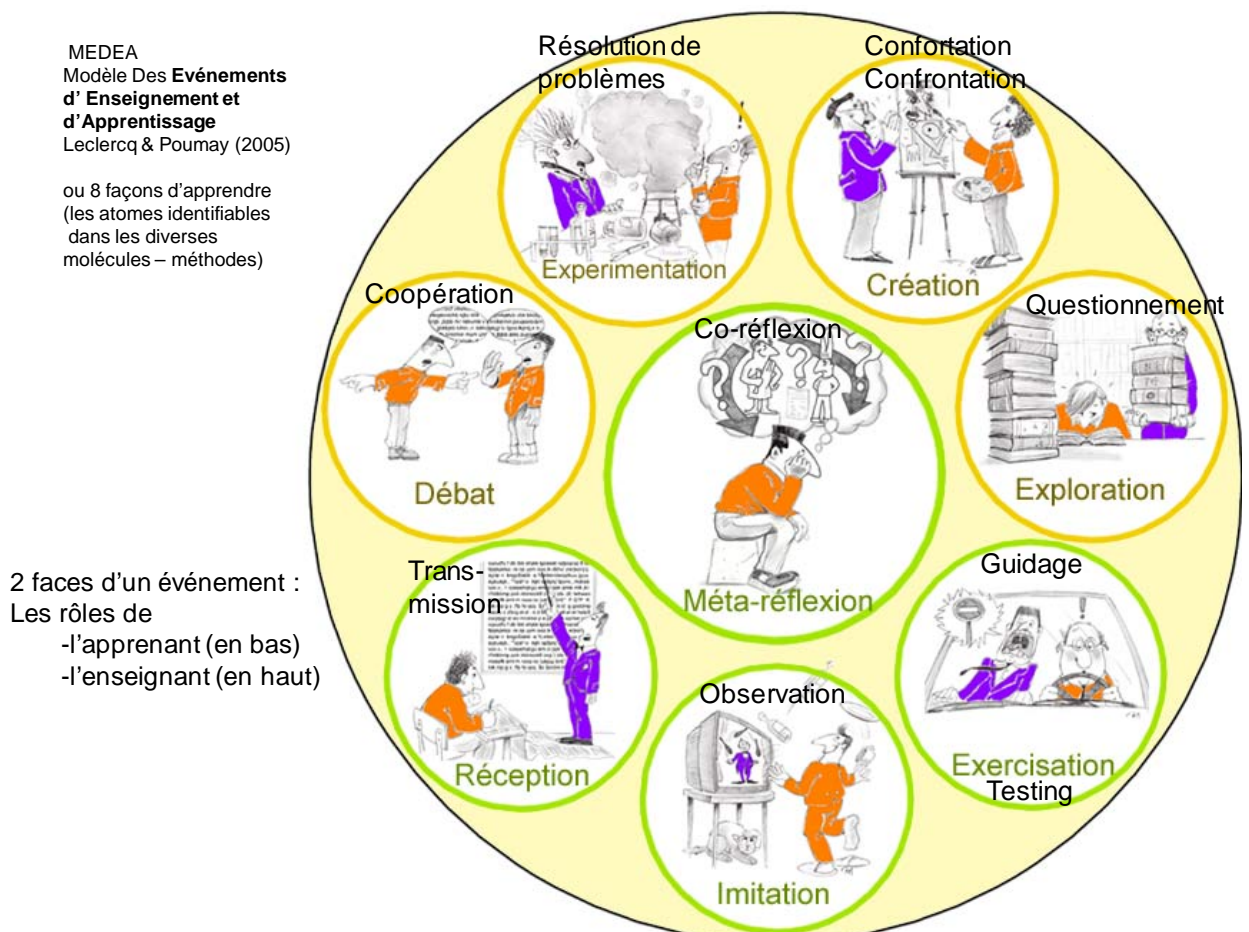 MEDEA
Modèle Des Evénements
d' Enseignement et
d'Apprentissage
Leclercq & Poumay (2005)
ou 8 façons d'apprendre
(les atomes identifiables
dans les diverses
molécules – méthodes)
Résolution de
problèmes
Experimentation
Confortation
Confrontation
Création
Coopération
Débat
Co-réflexion
Méta-réflexion
Questionnement
Exploration
2 faces d'un événement :
Les rôles de
-l'apprenant (en bas)
-l'enseignant (en haut)
Trans-
mission
Réception
Observation
Imitation
Guidage
Exercisation
Testing